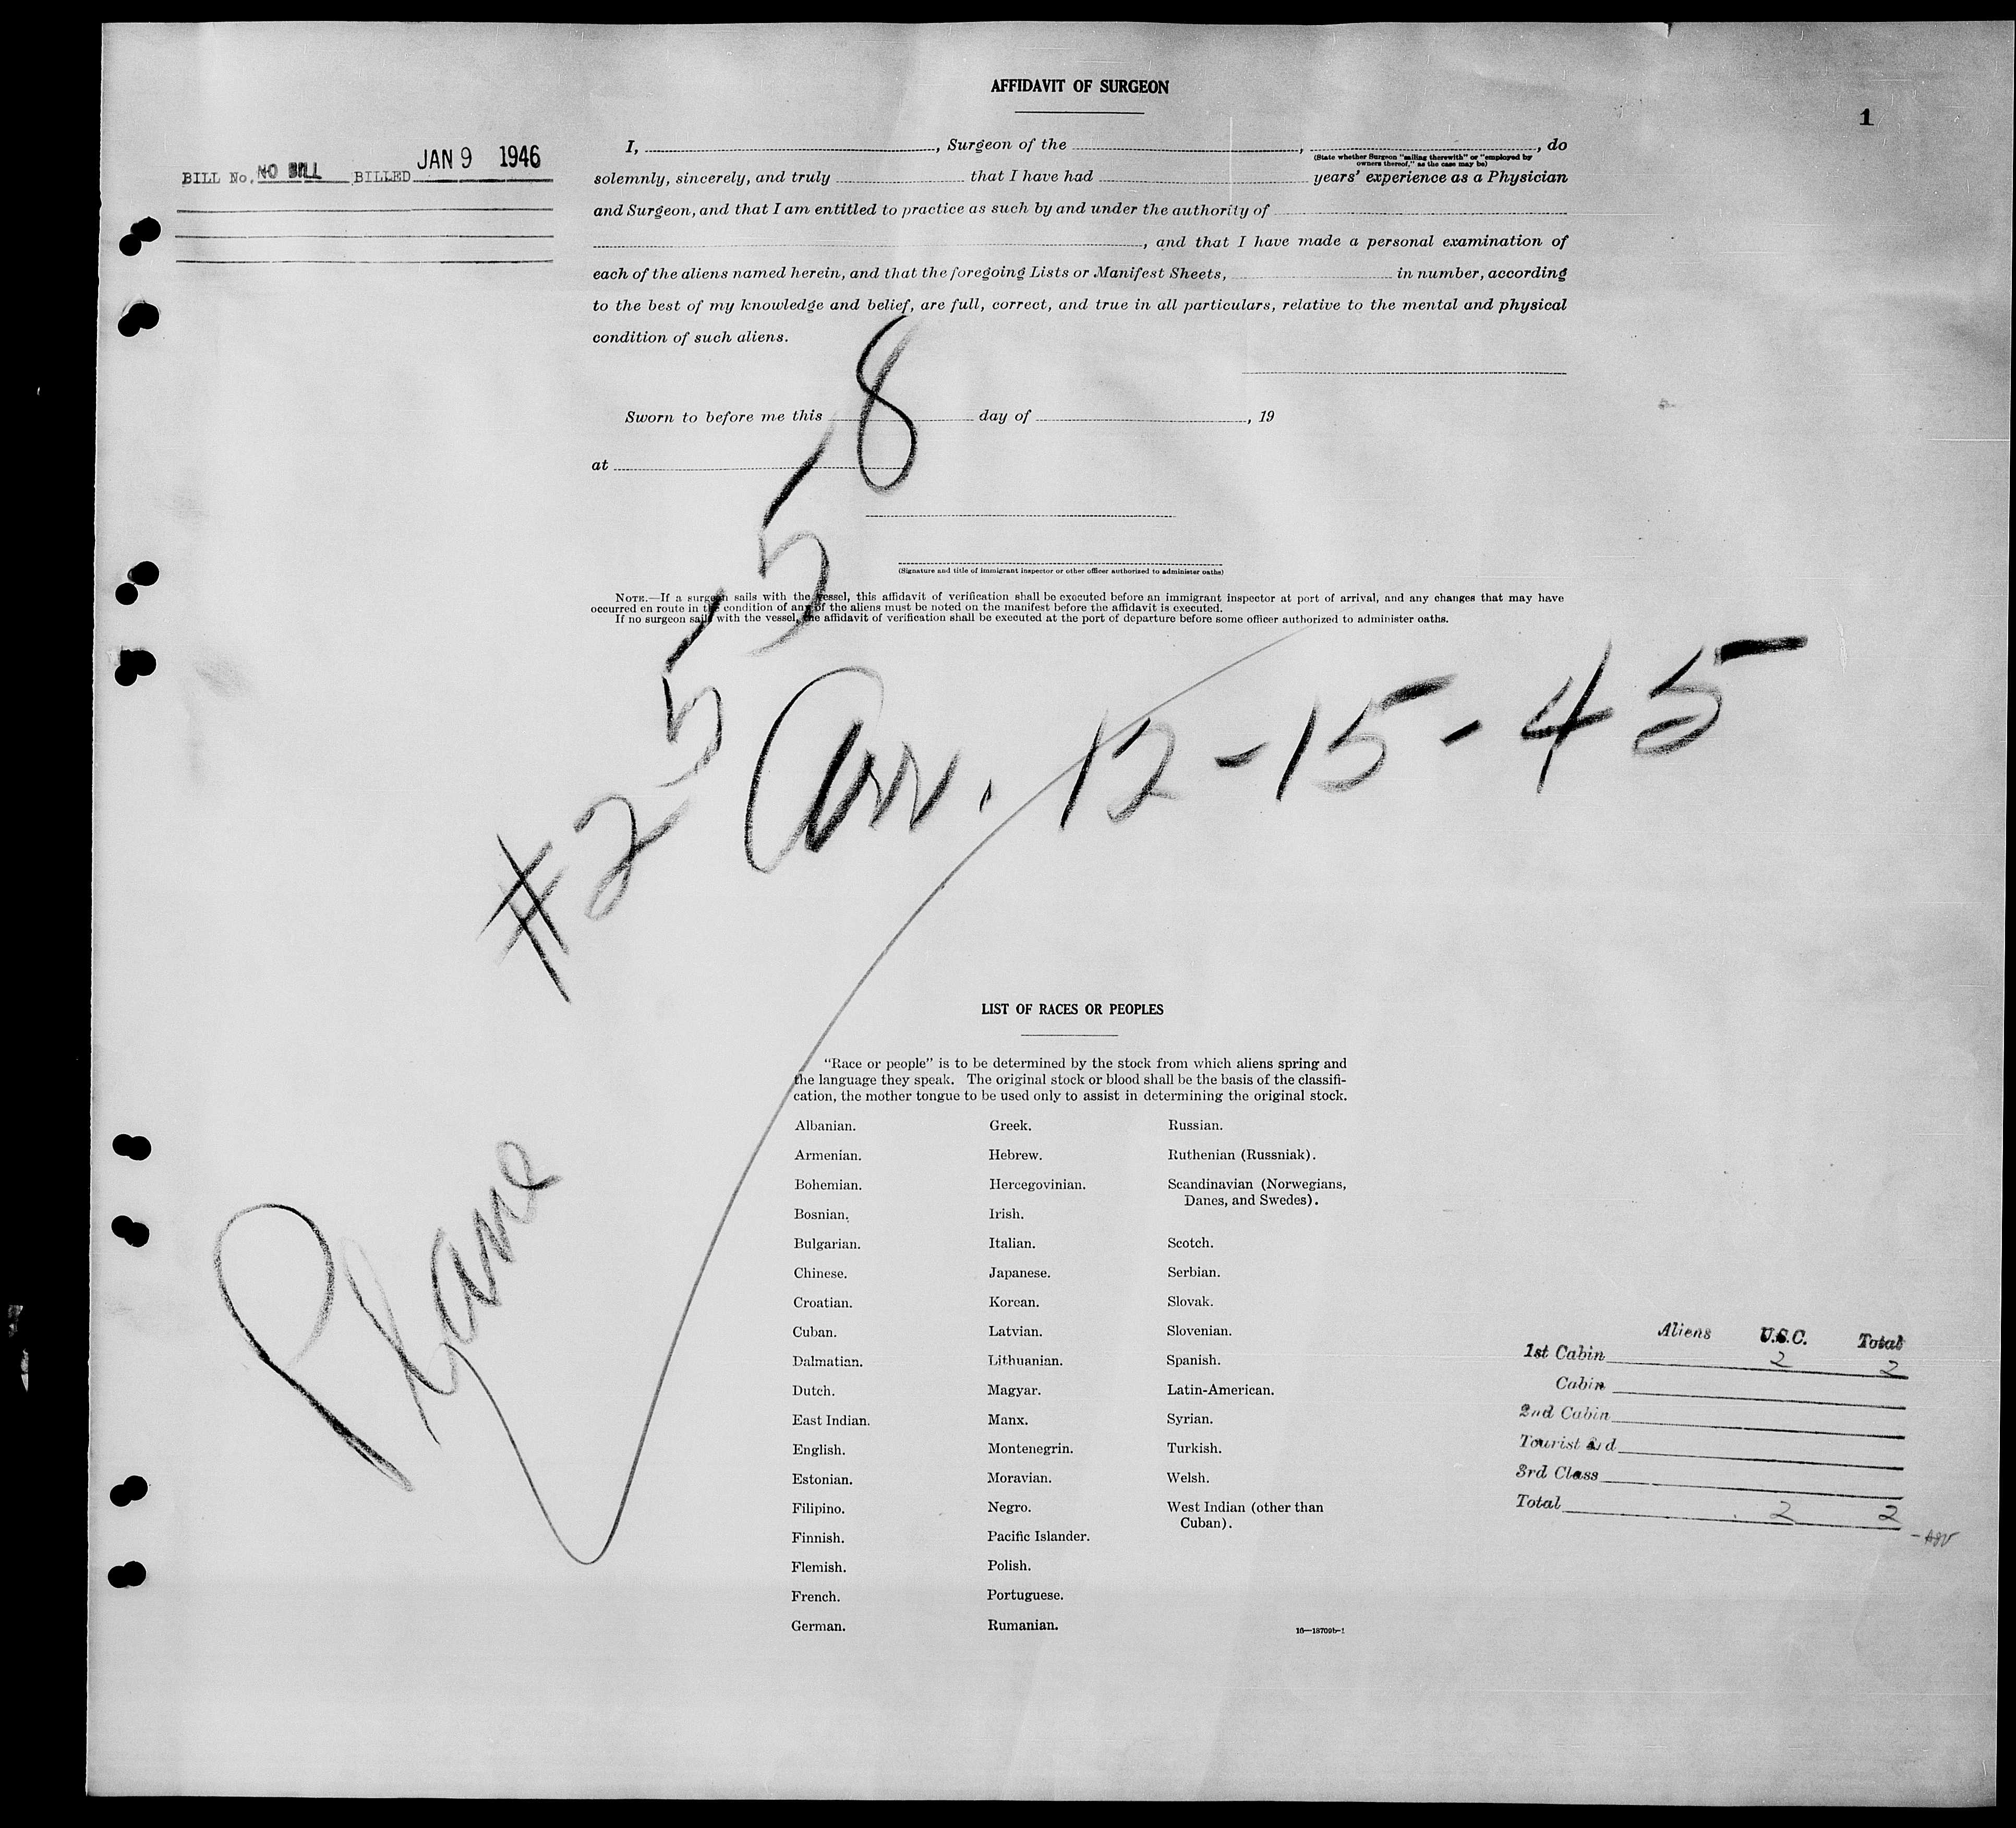 AFFIDAVIT OF SURGEON
1
BILL No. NO BILL BILLED JAN 9 1946
I, , Surgeon of the , , do
(State whether Surgeon "sailing therewith" or "employed by
owners thereof," as the case may be)
solemnly, sincerely, and truly that I have had years' experience as a Physician
and Surgeon, and that I am entitled to practice as such by and under the authority of
, and that I have made a personal examination of
each of the aliens named herein, and that the foregoing Lists or Manifest Sheets, in number, according
to the best of my knowledge and belief, are full, correct, and true in all particulars, relative to the mental and physical
condition of such aliens.
Sworn to before me this day of , 19
at
(Signature and title of immigrant inspector or other officer authorized to administer oaths)
NOTE.—If a surgeon sails with the vessel, this affidavit of verification shall be executed before an immigrant inspector at port of arrival, and any changes that may have
occurred en route in the condition of any of the aliens must be noted on the manifest before the affidavit is executed.
If no surgeon sails with the vessel, the affidavit of verification shall be executed at the port of departure before some officer authorized to administer oaths.
#2558
Arr. 12-15-45
Plane
LIST OF RACES OR PEOPLES
"Race or people" is to be determined by the stock from which aliens spring and
the language they speak. The original stock or blood shall be the basis of the classifi-
cation, the mother tongue to be used only to assist in determining the original stock.
Albanian. Greek. Russian.
Armenian. Hebrew. Ruthenian (Russniak).
Bohemian. Hercegovinian. Scandinavian (Norwegians,
Danes, and Swedes).
Bosnian. Irish.
Bulgarian. Italian. Scotch.
Chinese. Japanese. Serbian.
Croatian. Korean. Slovak.
Cuban. Latvian. Slovenian.
Dalmatian. Lithuanian. Spanish.
Dutch. Magyar. Latin-American.
East Indian. Manx. Syrian.
English. Montenegrin. Turkish.
Estonian. Moravian. Welsh.
Filipino. Negro. West Indian (other than
Cuban).
Finnish. Pacific Islander.
Flemish. Polish.
French. Portuguese.
German. Rumanian.
16—18709b-1
Aliens U.S.C. Total
1st Cabin 2 2
Cabin
2nd Cabin
Tourist 2nd
3rd Class
Total 2 2